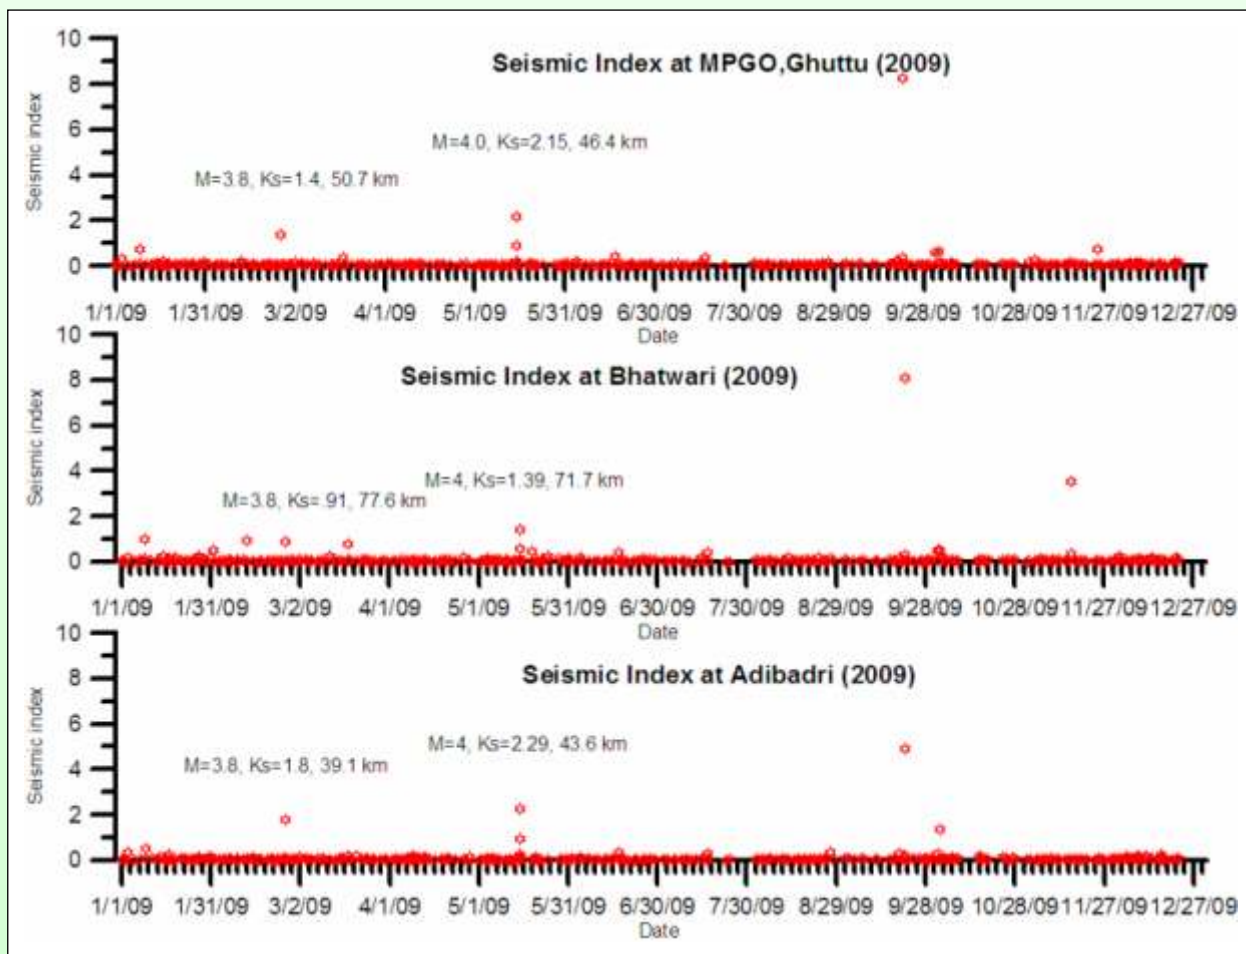 Seismic Index at MPGO,Ghuttu (2009)
Seismic index
10
8
6
4
2
0
M=4.0, Ks=2.15, 46.4 km
M=3.8, Ks=1.4, 50.7 km
1/1/09 1/31/09 3/2/09 4/1/09 5/1/09 5/31/09 6/30/09 7/30/09 8/29/09 9/28/09 10/28/09 11/27/09 12/27/09
Date
Seismic Index at Bhatwari (2009)
Seismic index
10
8
6
4
2
0
M=4, Ks=1.39, 71.7 km
M=3.8, Ks=.91, 77.6 km
1/1/09 1/31/09 3/2/09 4/1/09 5/1/09 5/31/09 6/30/09 7/30/09 8/29/09 9/28/09 10/28/09 11/27/09 12/27/09
Date
Seismic Index at Adibadri (2009)
Seismic index
10
8
6
4
2
0
M=4, Ks=2.29, 43.6 km
M=3.8, Ks=1.8, 39.1 km
1/1/09 1/31/09 3/2/09 4/1/09 5/1/09 5/31/09 6/30/09 7/30/09 8/29/09 9/28/09 10/28/09 11/27/09 12/27/09
Date